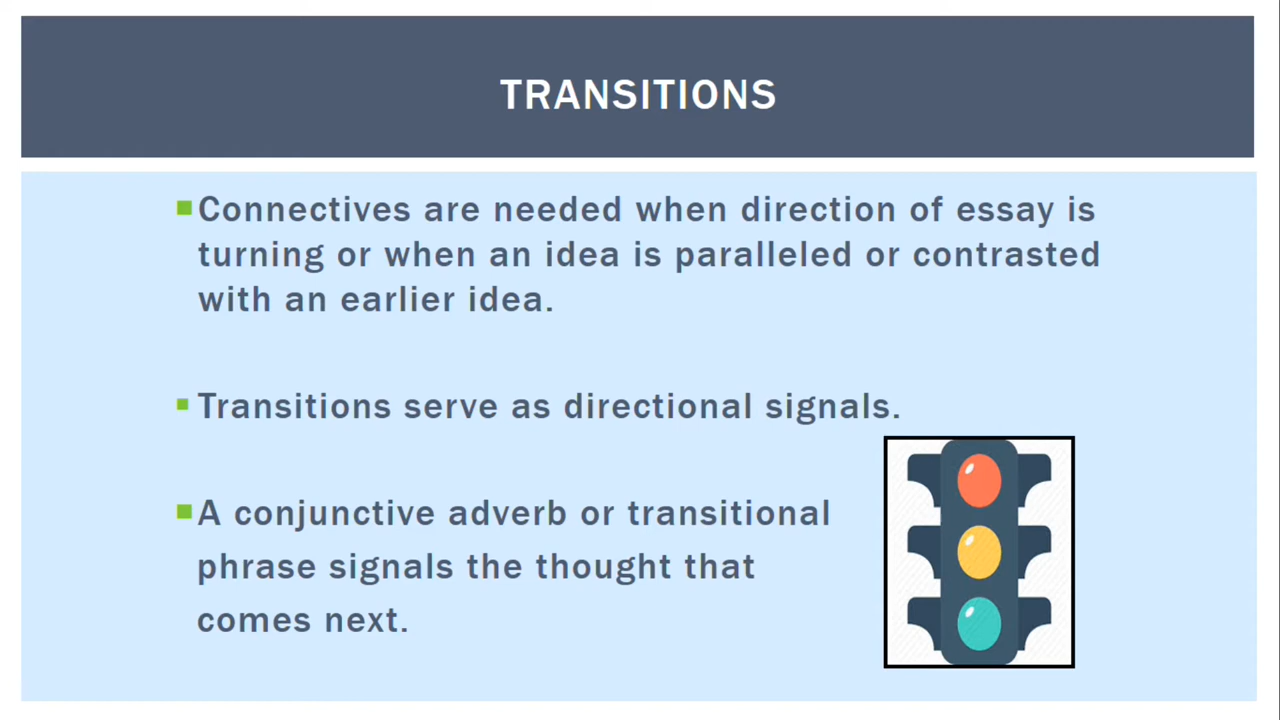 TRANSITIONS
Connectives are needed when direction of essay is
turning or when an idea is paralleled or contrasted
with an earlier idea.
Transitions serve as directional signals.
A conjunctive adverb or transitional
phrase signals the thought that
comes next.